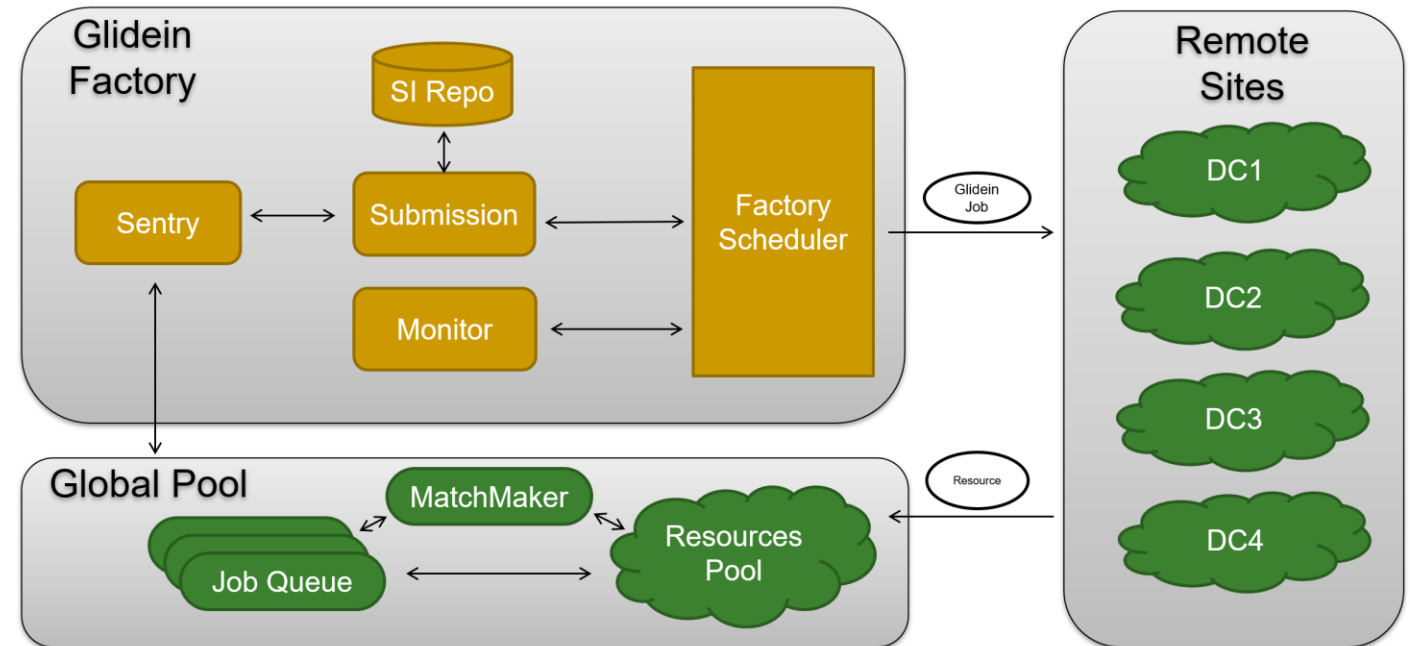 Glidein
Factory
SI Repo
Sentry
Submission
Monitor
Factory
Scheduler
Glidein
Job
Remote
Sites
DC1
DC2
DC3
DC4
Resource
Global Pool
MatchMaker
Job Queue
Resources
Pool